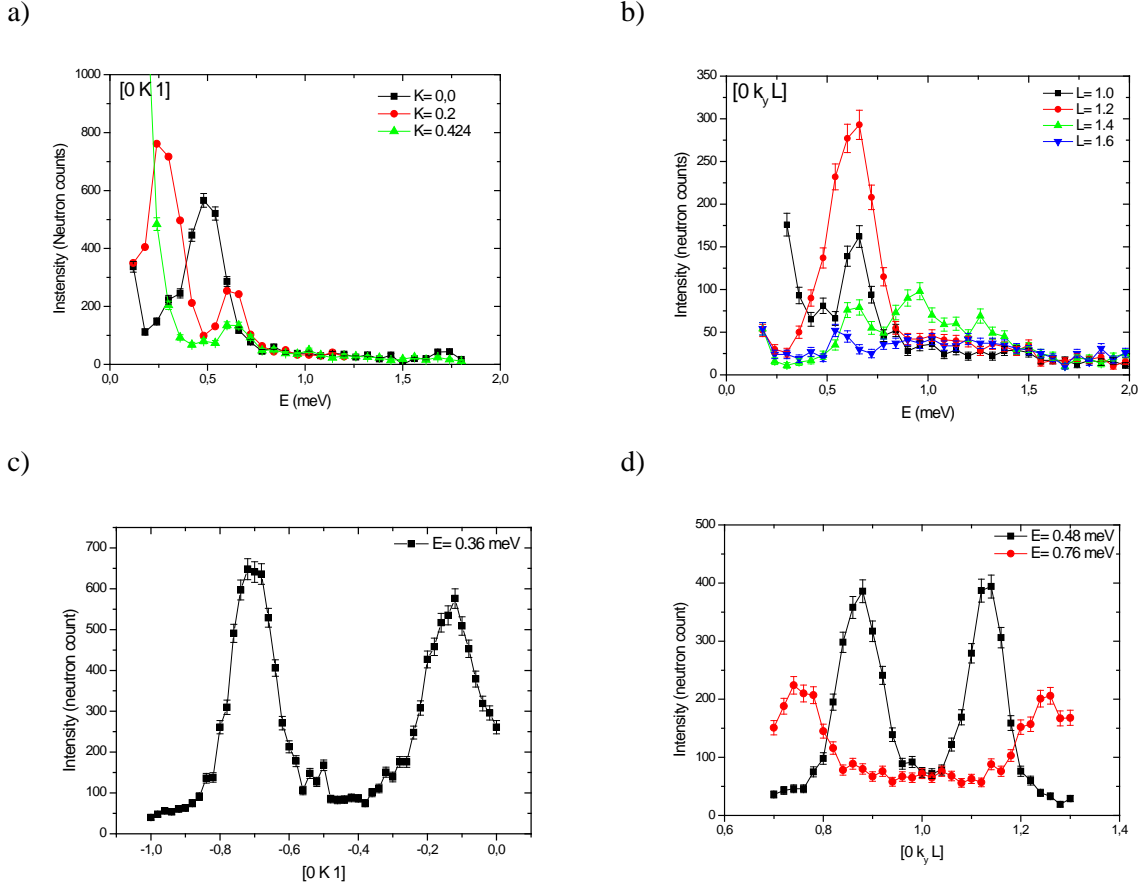 a)
[0 K 1]
K= 0,0
K= 0.2
K= 0.424
1000
800
600
400
200
0
0,0 0,5 1,0 1,5 2,0
E (meV)
Instensity (Neutron counts)
b)
[0 ky L]
L= 1.0
L= 1.2
L= 1.4
L= 1.6
350
300
250
200
150
100
50
0
0,0 0,5 1,0 1,5 2,0
E (meV)
Intensity (neutron counts)
c)
E= 0.36 meV
700
600
500
400
300
200
100
0
-1,0 -0,8 -0,6 -0,4 -0,2 0,0
[0 K 1]
Intensity (neutron count)
d)
E= 0.48 meV
E= 0.76 meV
500
400
300
200
100
0
0,6 0,8 1,0 1,2 1,4
[0 ky L]
Intensity (neutron count)